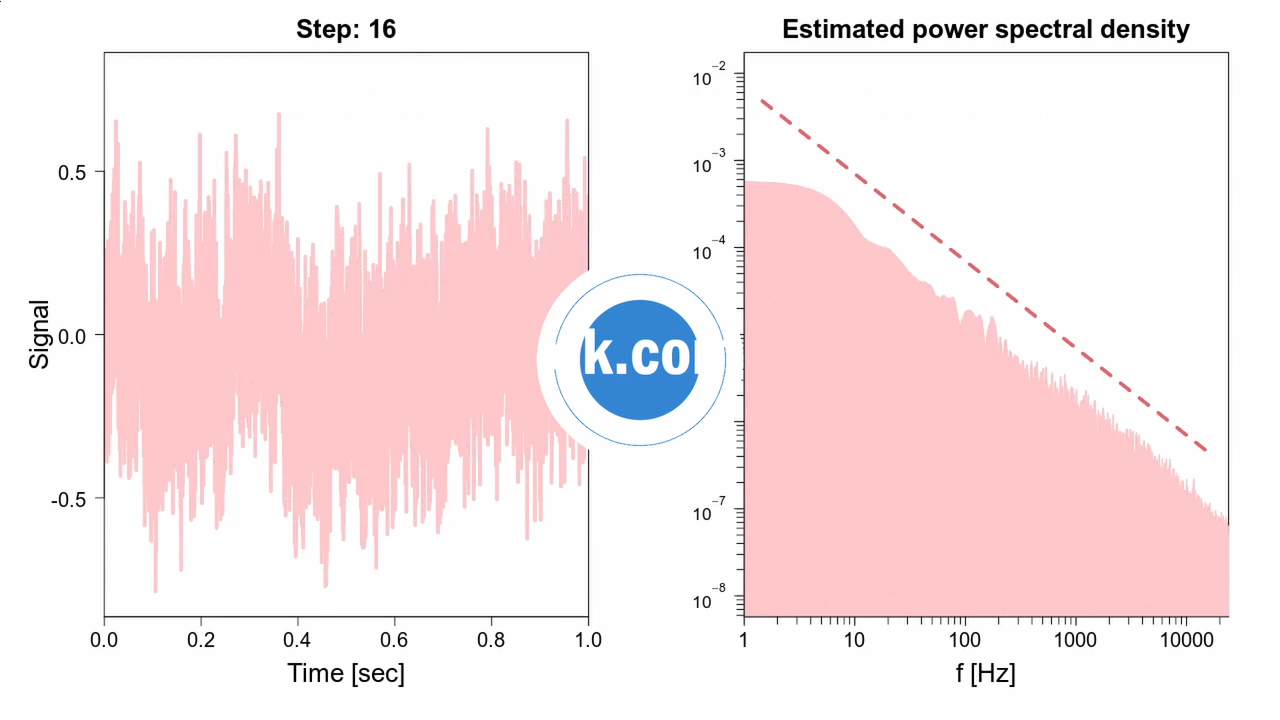 Step: 16
Estimated power spectral density
0.5
0.0
-0.5
Signal
0.0 0.2 0.4 0.6 0.8 1.0
Time [sec]
10⁻²
10⁻³
10⁻⁴
10⁻⁷
10⁻⁸
1 10 100 1000 10000
f [Hz]
k.co